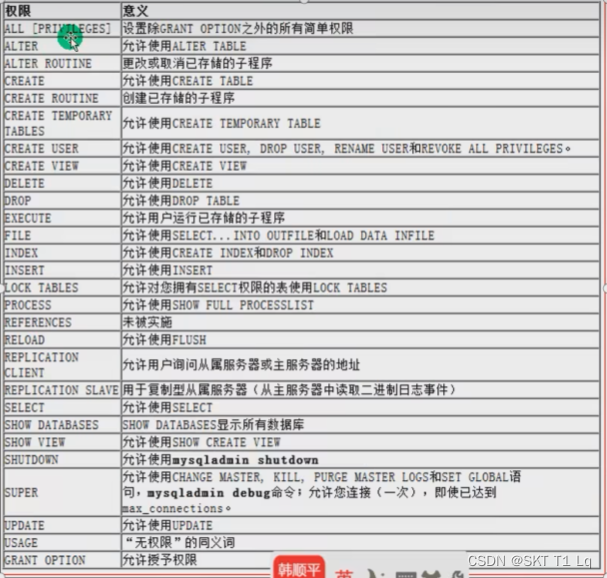 权限 意义
ALL [PRIVILEGES] 设置除GRANT OPTION之外的所有简单权限
ALTER 允许使用ALTER TABLE
ALTER ROUTINE 更改或取消已存储的子程序
CREATE 允许使用CREATE TABLE
CREATE ROUTINE 创建已存储的子程序
CREATE TEMPORARY
TABLES 允许使用CREATE TEMPORARY TABLE
CREATE USER 允许使用CREATE USER, DROP USER, RENAME USER和REVOKE ALL PRIVILEGES。
CREATE VIEW 允许使用CREATE VIEW
DELETE 允许使用DELETE
DROP 允许使用DROP TABLE
EXECUTE 允许用户运行已存储的子程序
FILE 允许使用SELECT...INTO OUTFILE和LOAD DATA INFILE
INDEX 允许使用CREATE INDEX和DROP INDEX
INSERT 允许使用INSERT
LOCK TABLES 允许对您拥有SELECT权限的表使用LOCK TABLES
PROCESS 允许使用SHOW FULL PROCESSLIST
REFERENCES 未被实施
RELOAD 允许使用FLUSH
REPLICATION
CLIENT 允许用户询问从属服务器或主服务器的地址
REPLICATION SLAVE 用于复制型从属服务器（从主服务器中读取二进制日志事件）
SELECT 允许使用SELECT
SHOW DATABASES SHOW DATABASES显示所有数据库
SHOW VIEW 允许使用SHOW CREATE VIEW
SHUTDOWN 允许使用mysqladmin shutdown
SUPER 允许使用CHANGE MASTER, KILL, PURGE MASTER LOGS和SET GLOBAL语
句，mysqladmin debug命令；允许您连接（一次），即使已达到
max_connections。
UPDATE 允许使用UPDATE
USAGE “无权限”的同义词
GRANT OPTION 允许授予权限
韩顺平 英
CSDN @SKT T1 Lq